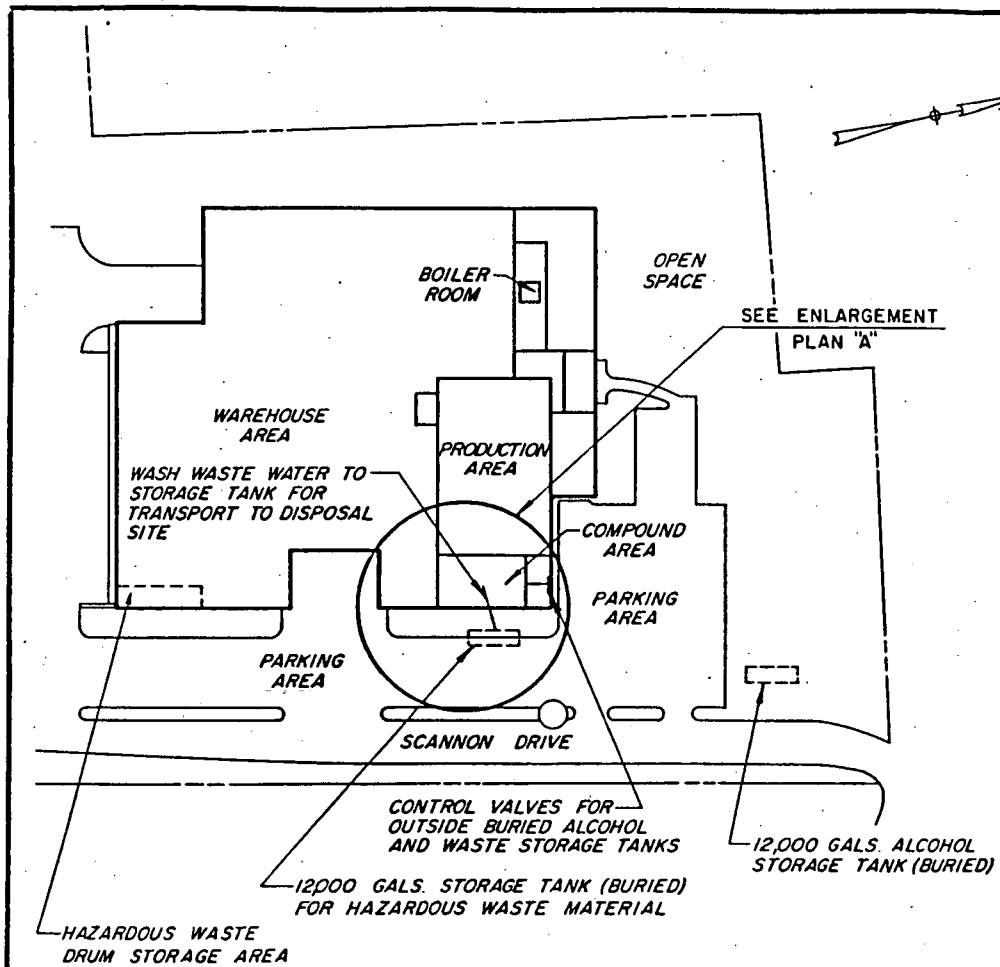 OPEN
SPACE
BOILER
ROOM
SEE ENLARGEMENT
PLAN "A"
WAREHOUSE
AREA
PRODUCTION
AREA
WASH WASTE WATER TO
STORAGE TANK FOR
TRANSPORT TO DISPOSAL
SITE
COMPOUND
AREA
PARKING
AREA
PARKING
AREA
SCANNON DRIVE
CONTROL VALVES FOR
OUTSIDE BURIED ALCOHOL
AND WASTE STORAGE TANKS
12,000 GALS. ALCOHOL
STORAGE TANK (BURIED)
12,000 GALS. STORAGE TANK (BURIED)
FOR HAZARDOUS WASTE MATERIAL
HAZARDOUS WASTE
DRUM STORAGE AREA